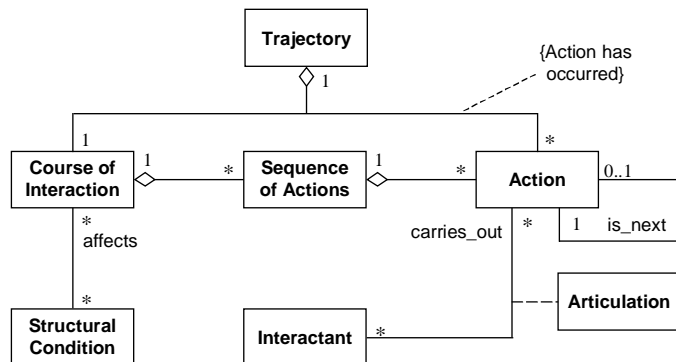 Trajectory
{Action has
occurred}
1
1
*
Course of
Interaction
1
*
Sequence
of Actions
1
*
Action
0..1
*
affects
carries_out
*
1
is_next
*
Structural
Condition
Interactant
*
Articulation